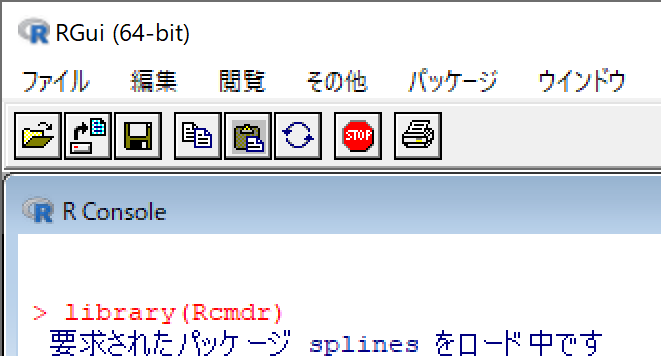 RGui (64-bit)
ファイル 編集 閲覧 その他 パッケージ ウインドウ
STOP
R Console
> library(Rcmdr)
要求されたパッケージ splines をロード中です